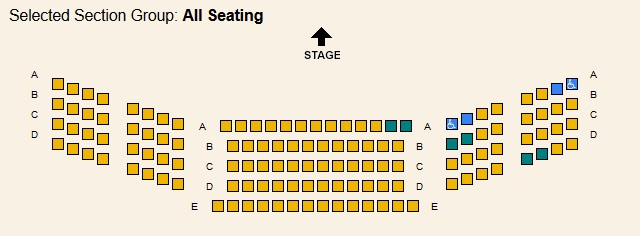 Selected Section Group: All Seating
STAGE
A A
B B
C C
D D
A A
B B
C C
D D
E E